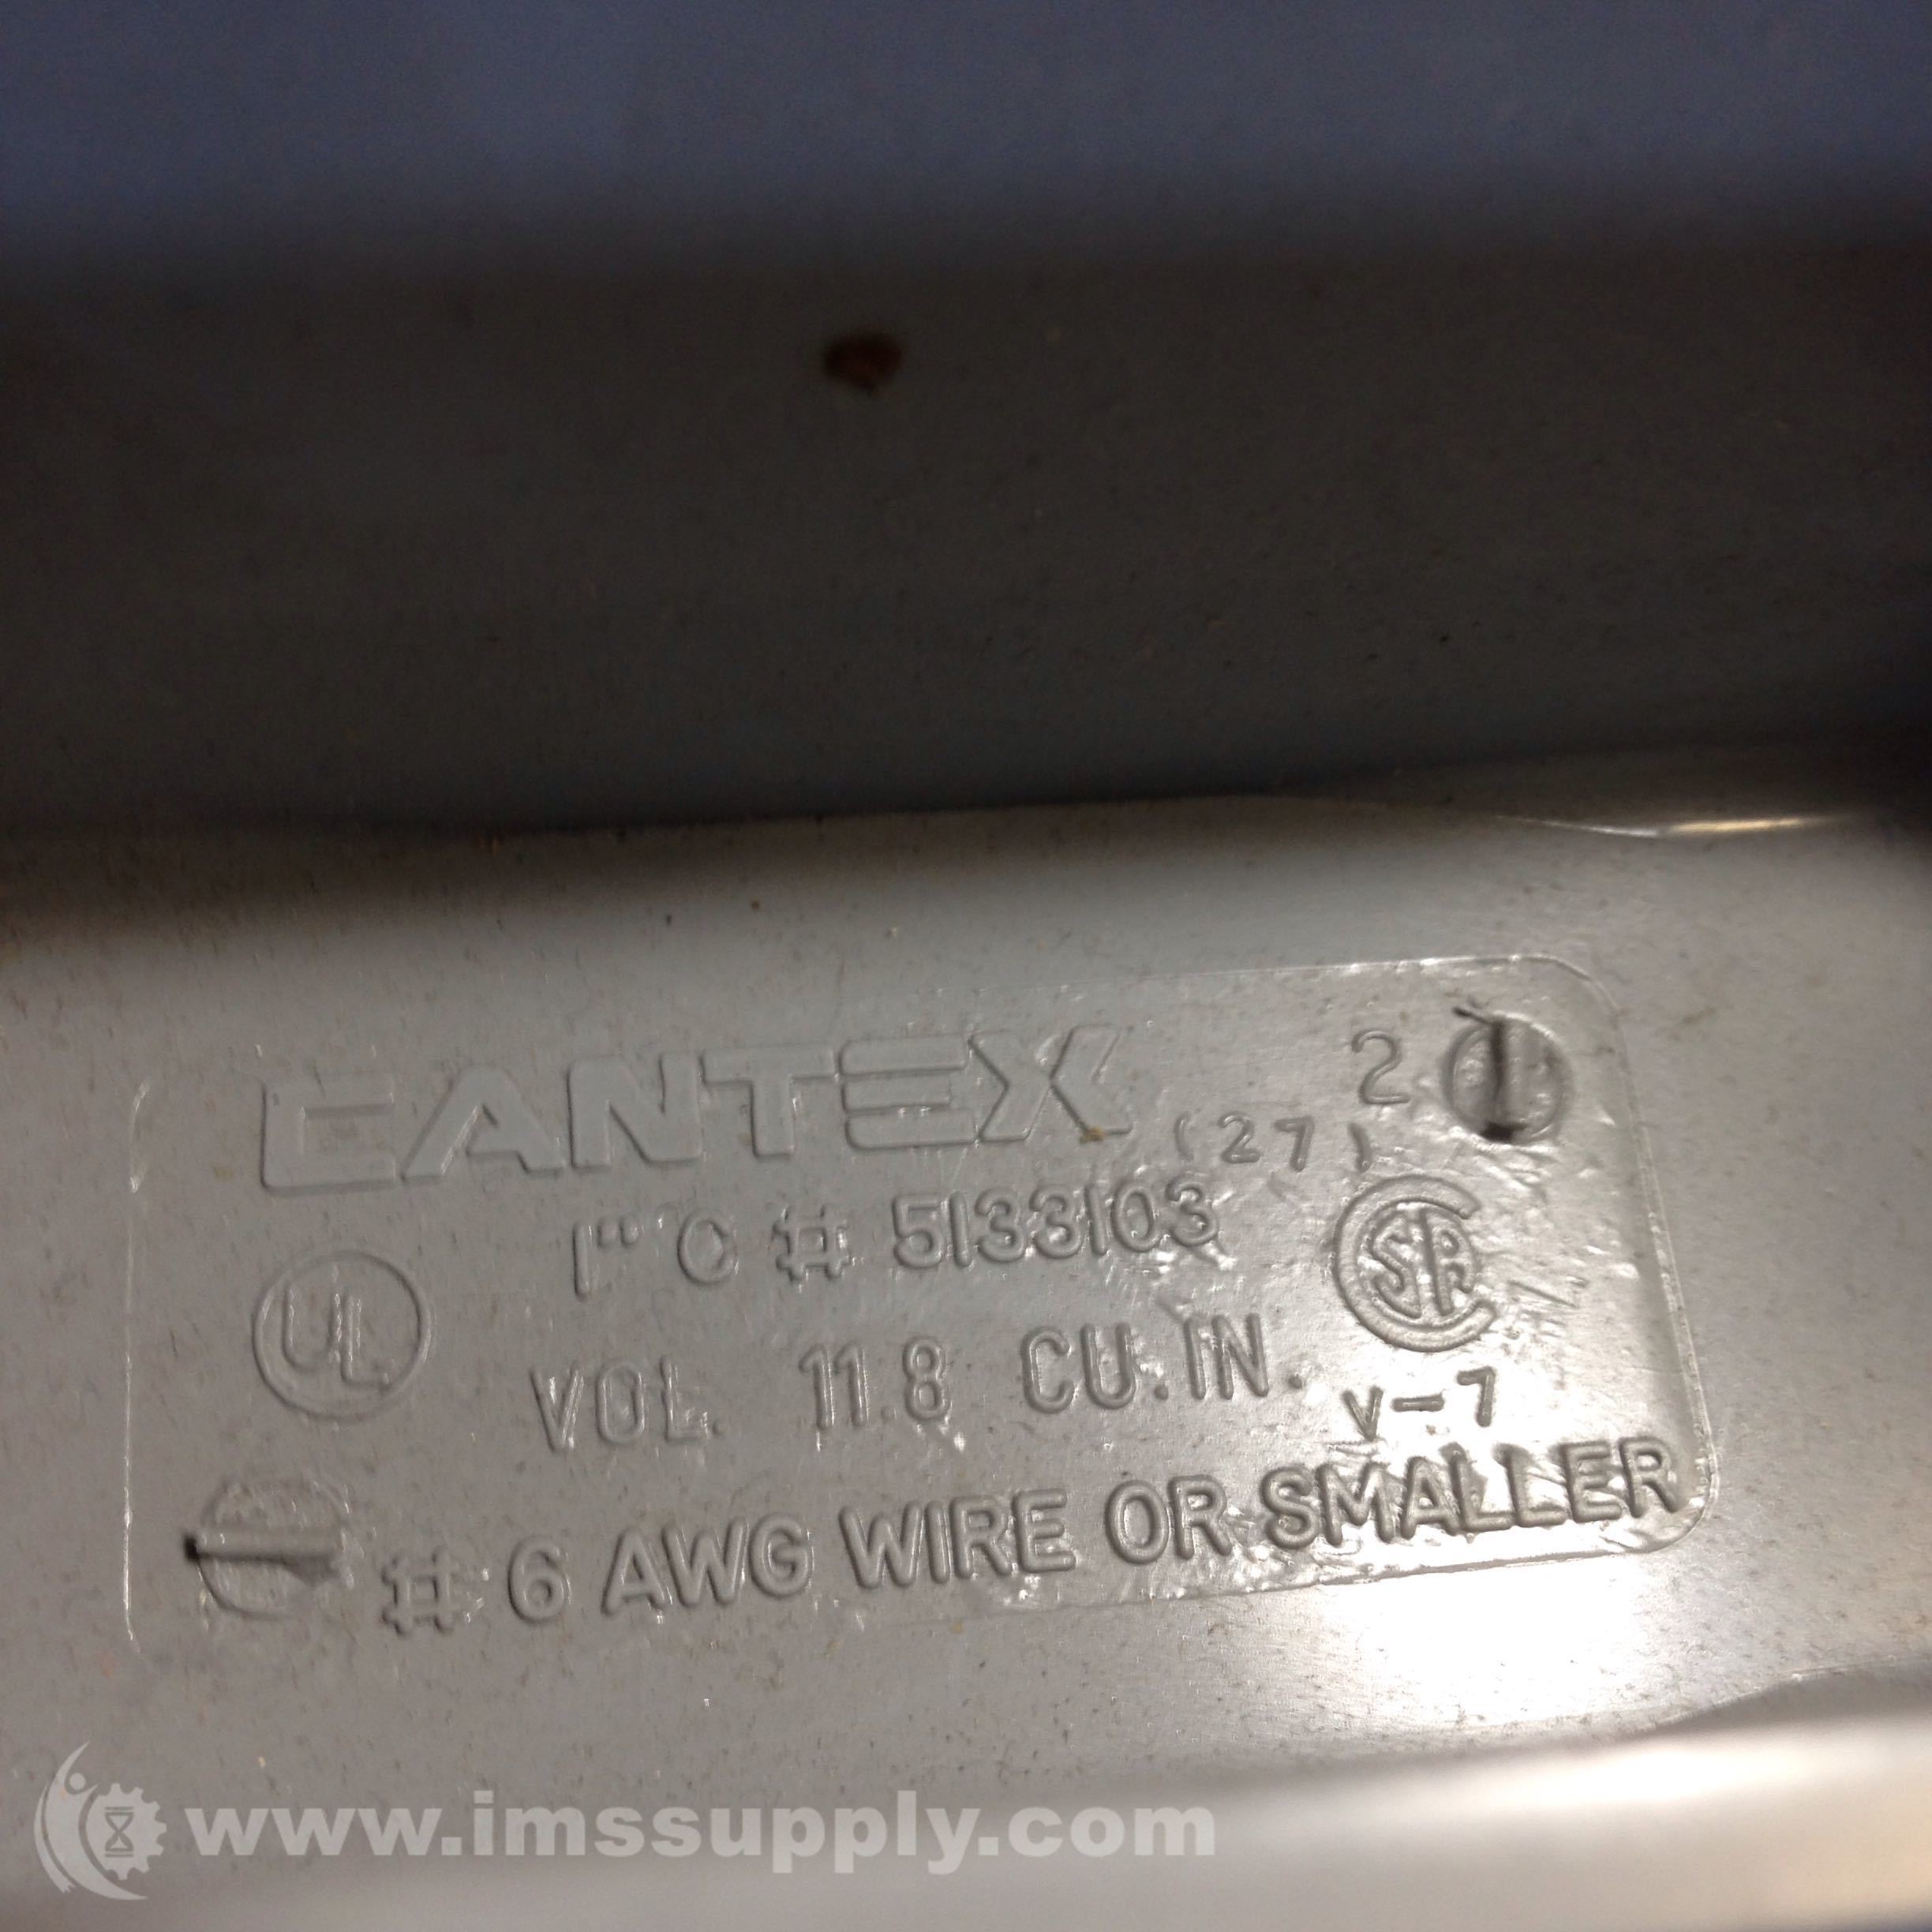 CANTEX 2
(27)
1" C # 5133103
CSA
UL
VOL. 11.8 CU.IN.
V-7
# 6 AWG WIRE OR SMALLER
www.imssupply.com